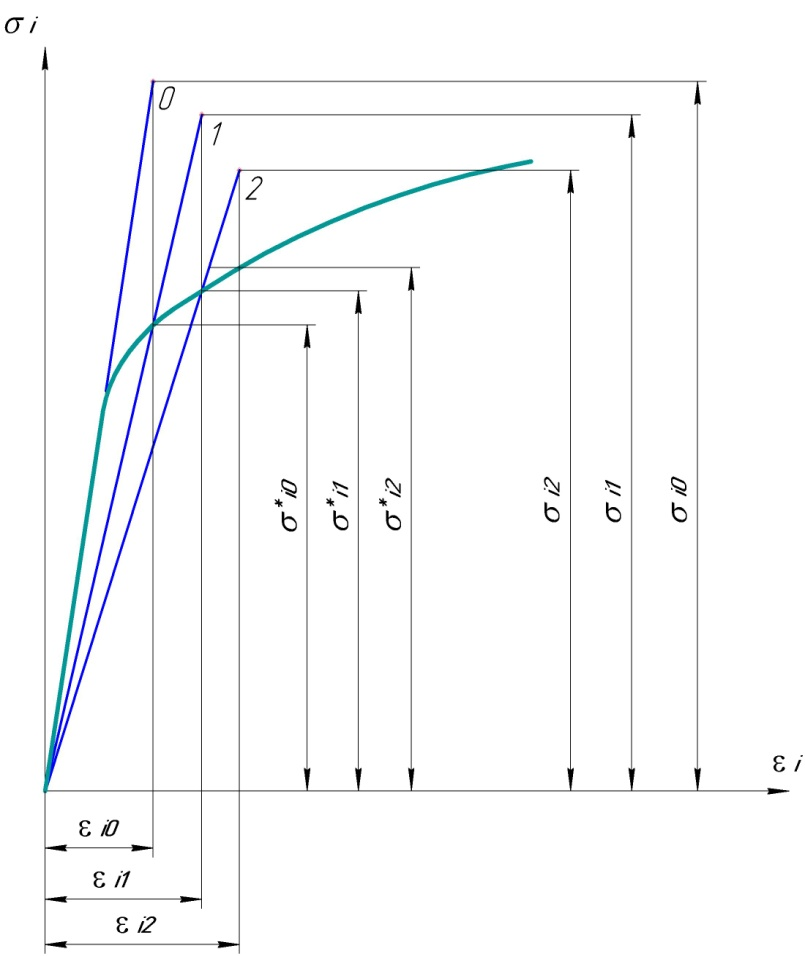 σ i
0
1
2
σ* i0
σ* i1
σ* i2
σ i2
σ i1
σ i0
ε i
ε i0
ε i1
ε i2